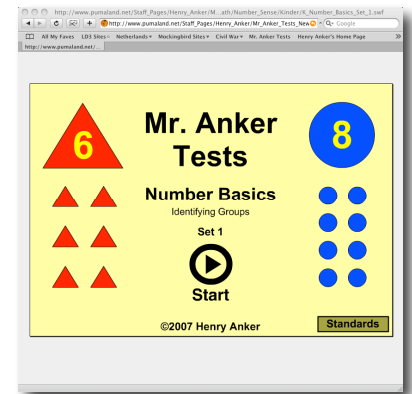 http://www.pumaland.net/Staff_Pages/Henry_Anker/M...ath/Number_Sense/Kinder/K_Number_Basics_Set_1.swf
http://www.pumaland.net/Staff_Pages/Henry_Anker/Mr_Anker_Tests_New
Google
All My Faves LD3 Sites Netherlands Mockingbird Sites Civil War Mr. Anker Tests Henry Anker's Home Page
http://www.pumaland.net/...
6
Mr. Anker
Tests
8
Number Basics
Identifying Groups
Set 1
Start
©2007 Henry Anker
Standards